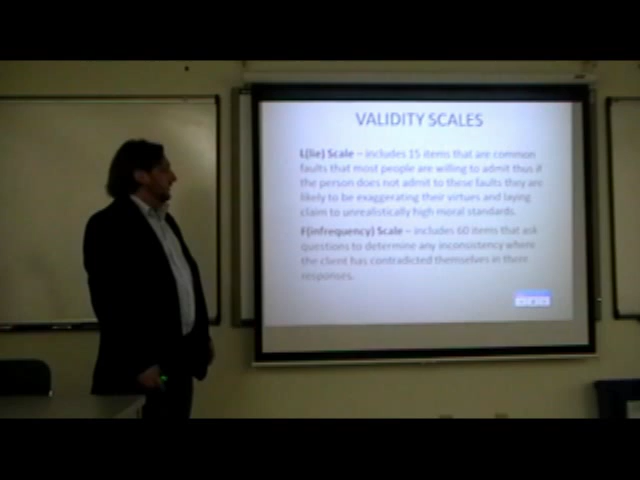 VALIDITY SCALES
L(lie) Scale – includes 15 items that are common
faults that most people are willing to admit thus if
the person does not admit to these faults they are
likely to be exaggerating their virtues and laying
claim to unrealistically high moral standards.
F(infrequency) Scale – includes 60 items that ask
questions to determine any inconsistency where
the client has contradicted themselves in there
responses.